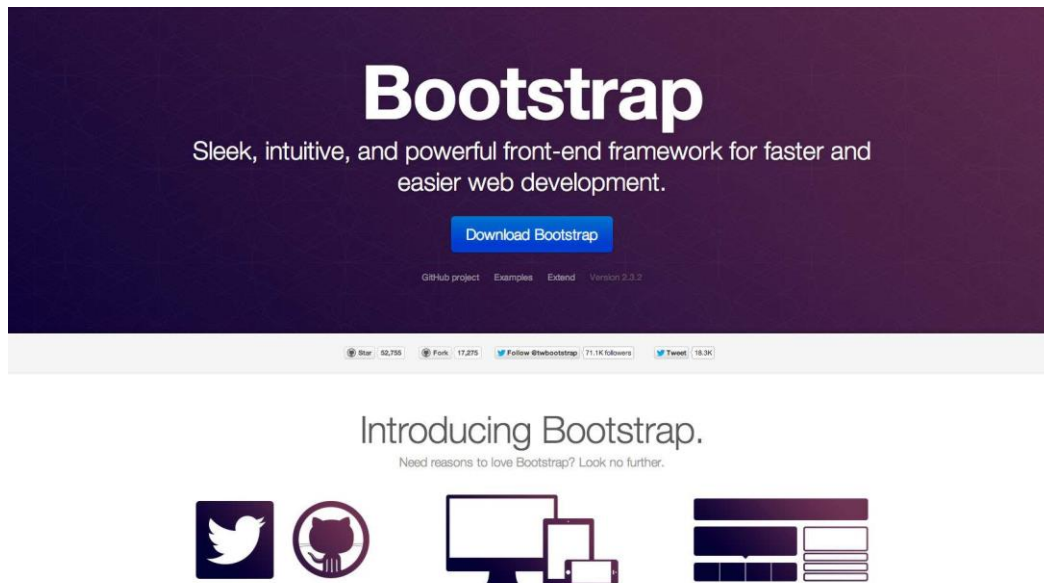 Bootstrap
Sleek, intuitive, and powerful front-end framework for faster and
easier web development.
Download Bootstrap
GitHub project Examples Extend Version 2.3.2
Star 52,755 Fork 17,275 Follow @twbootstrap 71.1K followers Tweet 18.3K
Introducing Bootstrap.
Need reasons to love Bootstrap? Look no further.